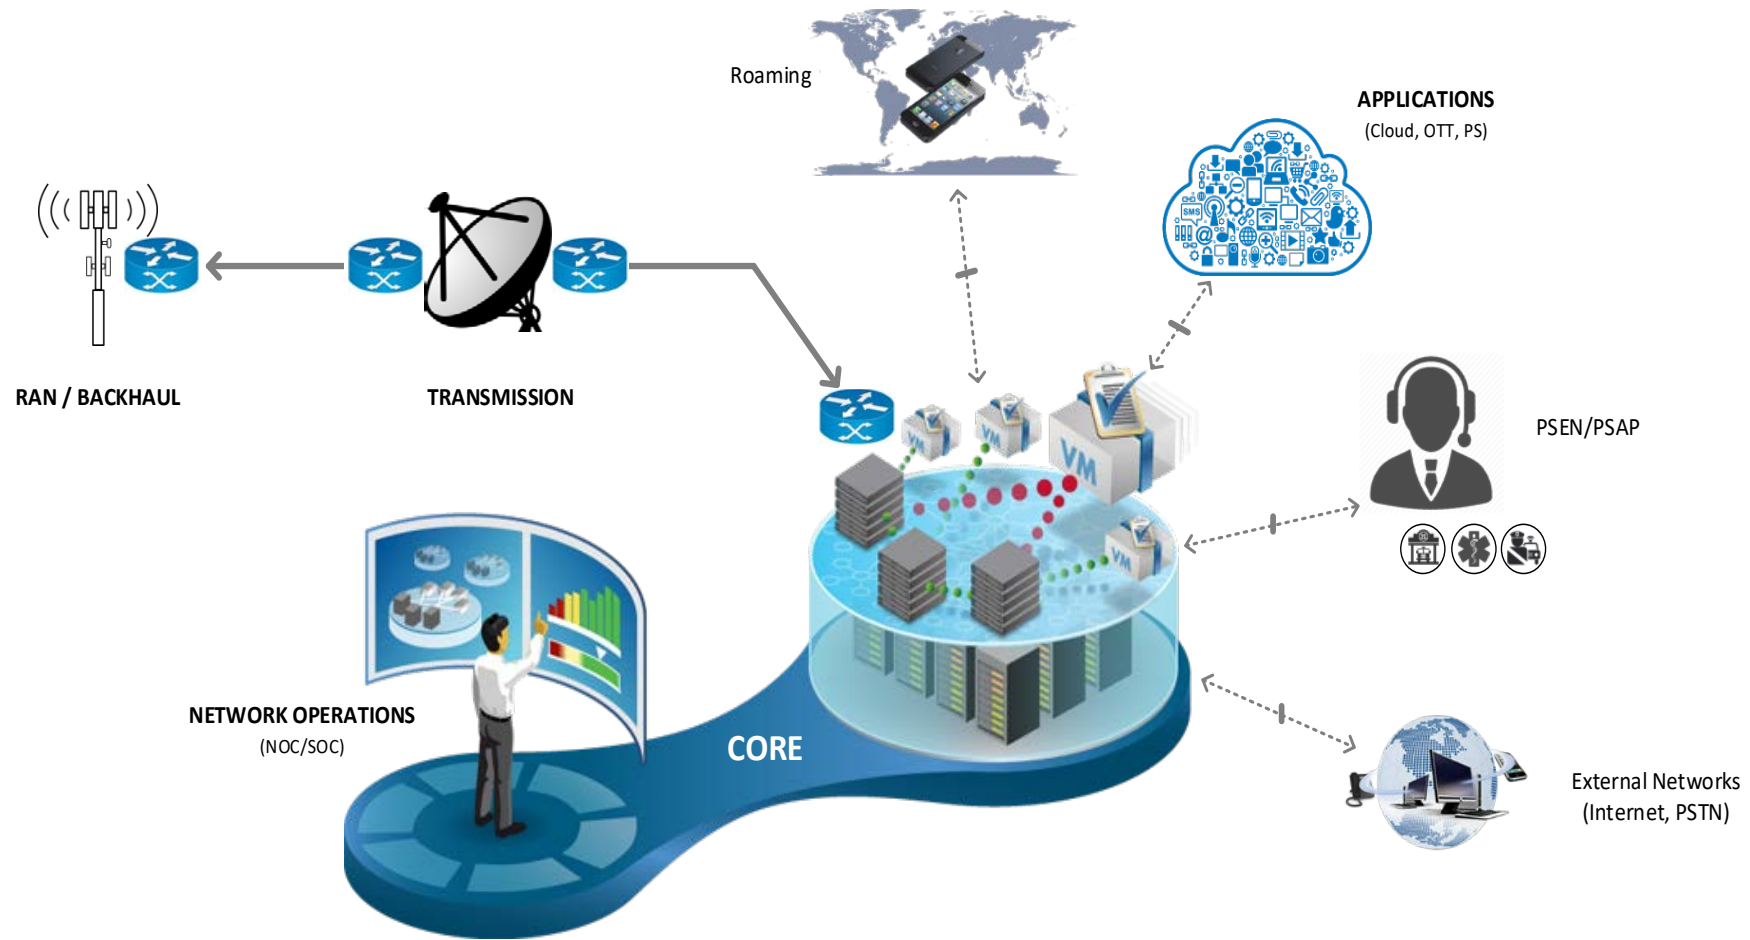 Roaming
APPLICATIONS
(Cloud, OTT, PS)
SMS
RAN / BACKHAUL
TRANSMISSION
PSEN/PSAP
VM
VM
VM
NETWORK OPERATIONS
(NOC/SOC)
CORE
External Networks
(Internet, PSTN)